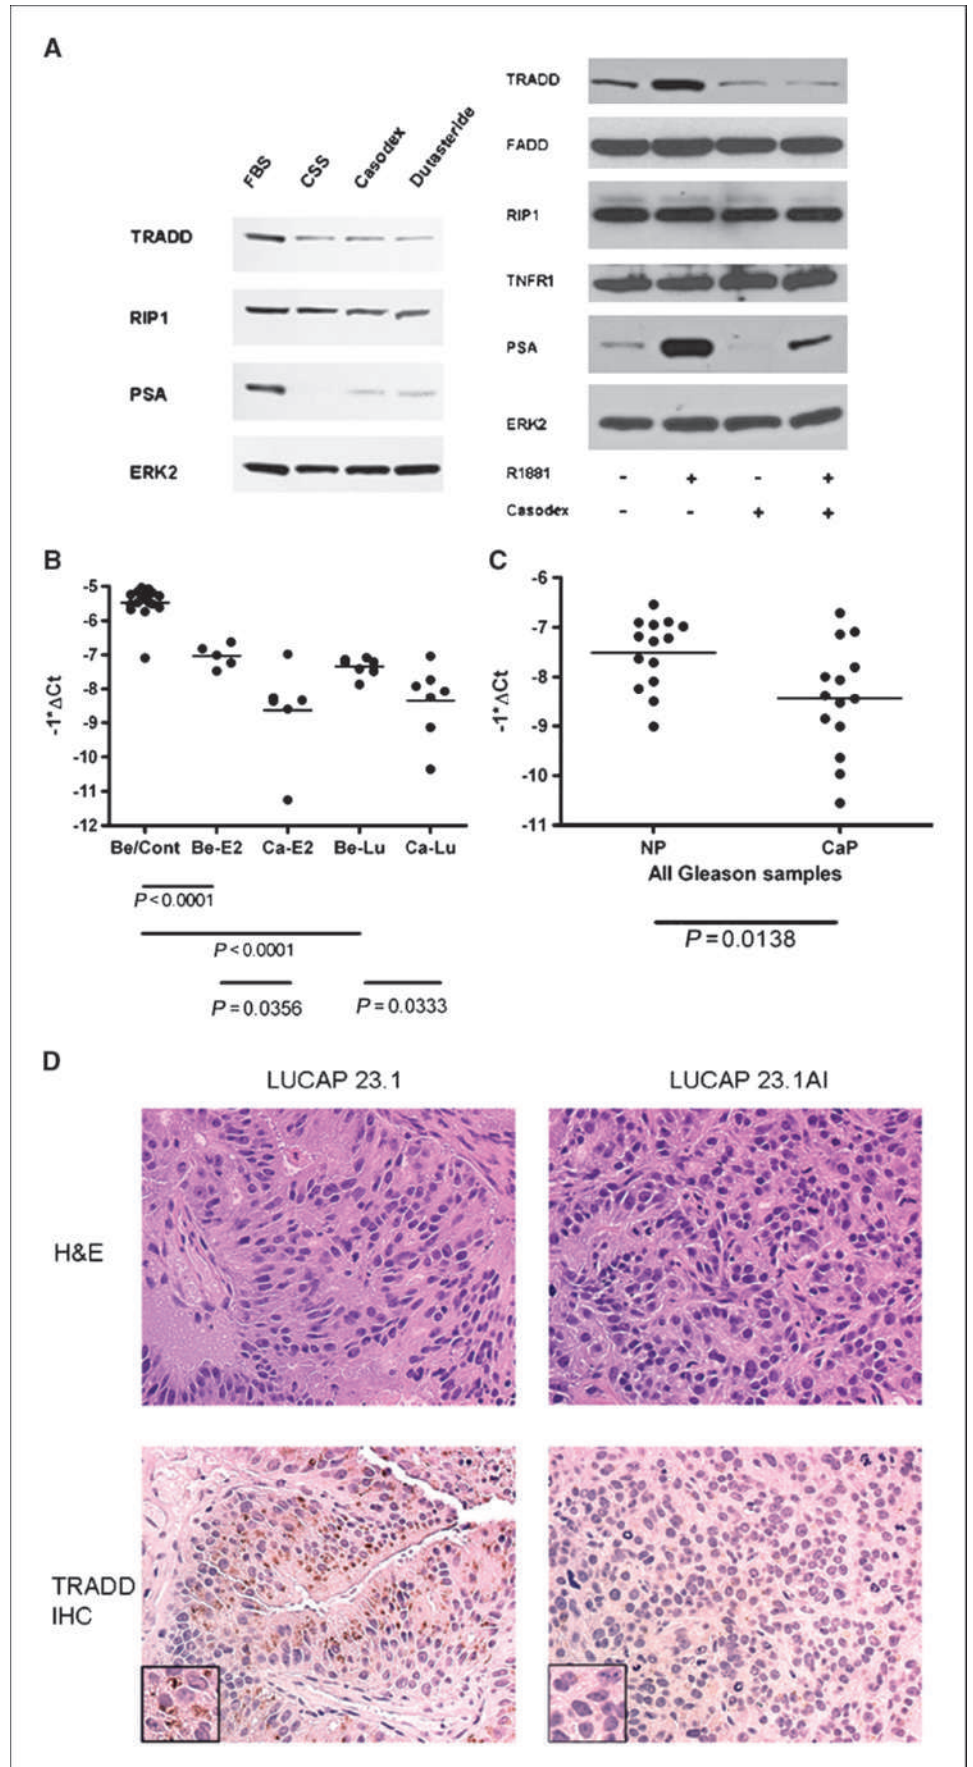 A
FBS CSS Casodex Dutasteride
TRADD
RIP1
PSA
ERK2
TRADD
FADD
RIP1
TNFR1
PSA
ERK2
R1881 - + - +
Casodex - - + +
B
-1*ΔCt
-5
-6
-7
-8
-9
-10
-11
-12
Be/Cont Be-E2 Ca-E2 Be-Lu Ca-Lu
P<0.0001
P<0.0001
P=0.0356 P=0.0333
C
-1*ΔCt
-6
-7
-8
-9
-10
-11
NP CaP
All Gleason samples
P=0.0138
D
LUCAP 23.1 LUCAP 23.1AI
H&E
TRADD
IHC